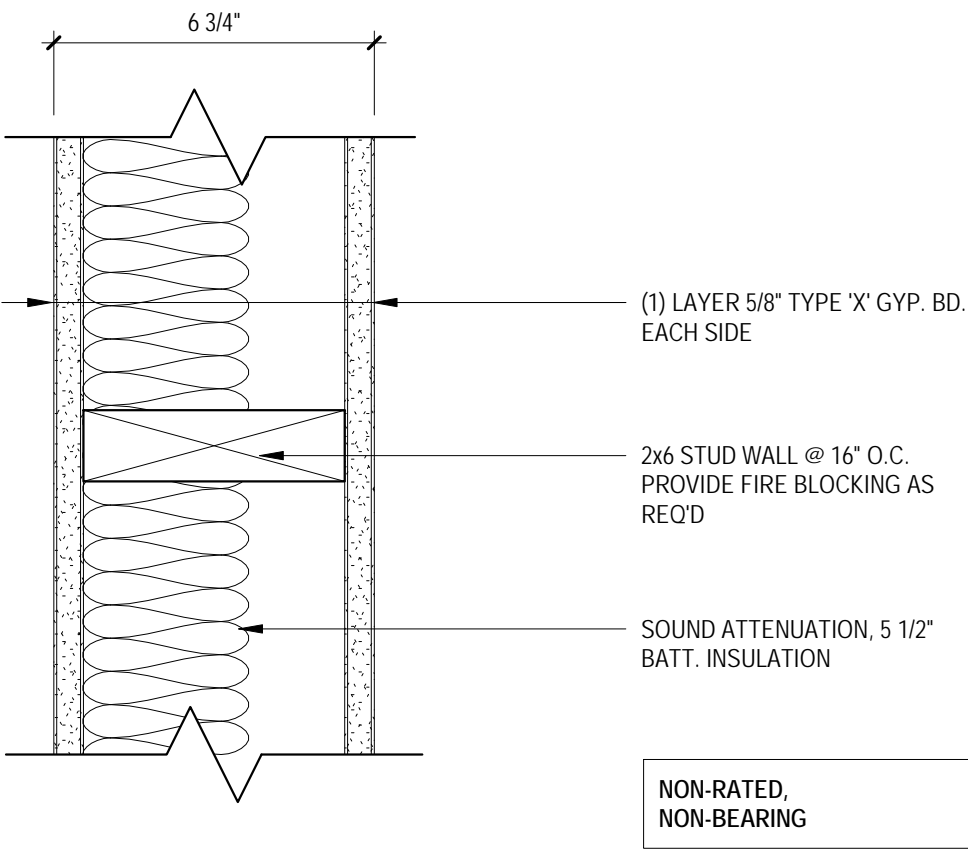 6 3/4"
(1) LAYER 5/8" TYPE 'X' GYP. BD.
EACH SIDE
2x6 STUD WALL @ 16" O.C.
PROVIDE FIRE BLOCKING AS
REQ'D
SOUND ATTENUATION, 5 1/2"
BATT. INSULATION
NON-RATED,
NON-BEARING